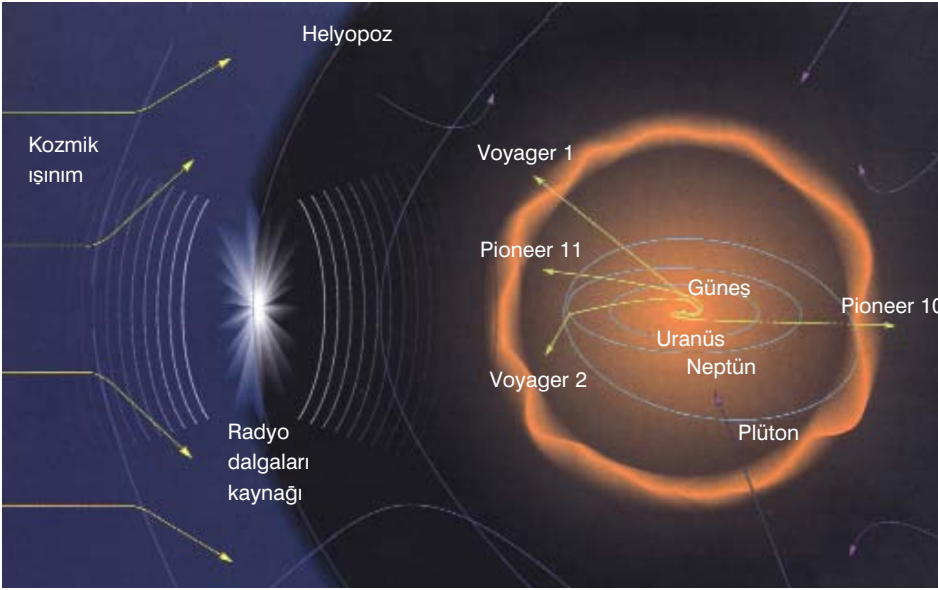 Helyopoz
Kozmik
ışınım
Voyager 1
Pioneer 11
Güneş
Pioneer 10
Uranüs
Neptün
Voyager 2
Plüton
Radyo
dalgaları
kaynağı